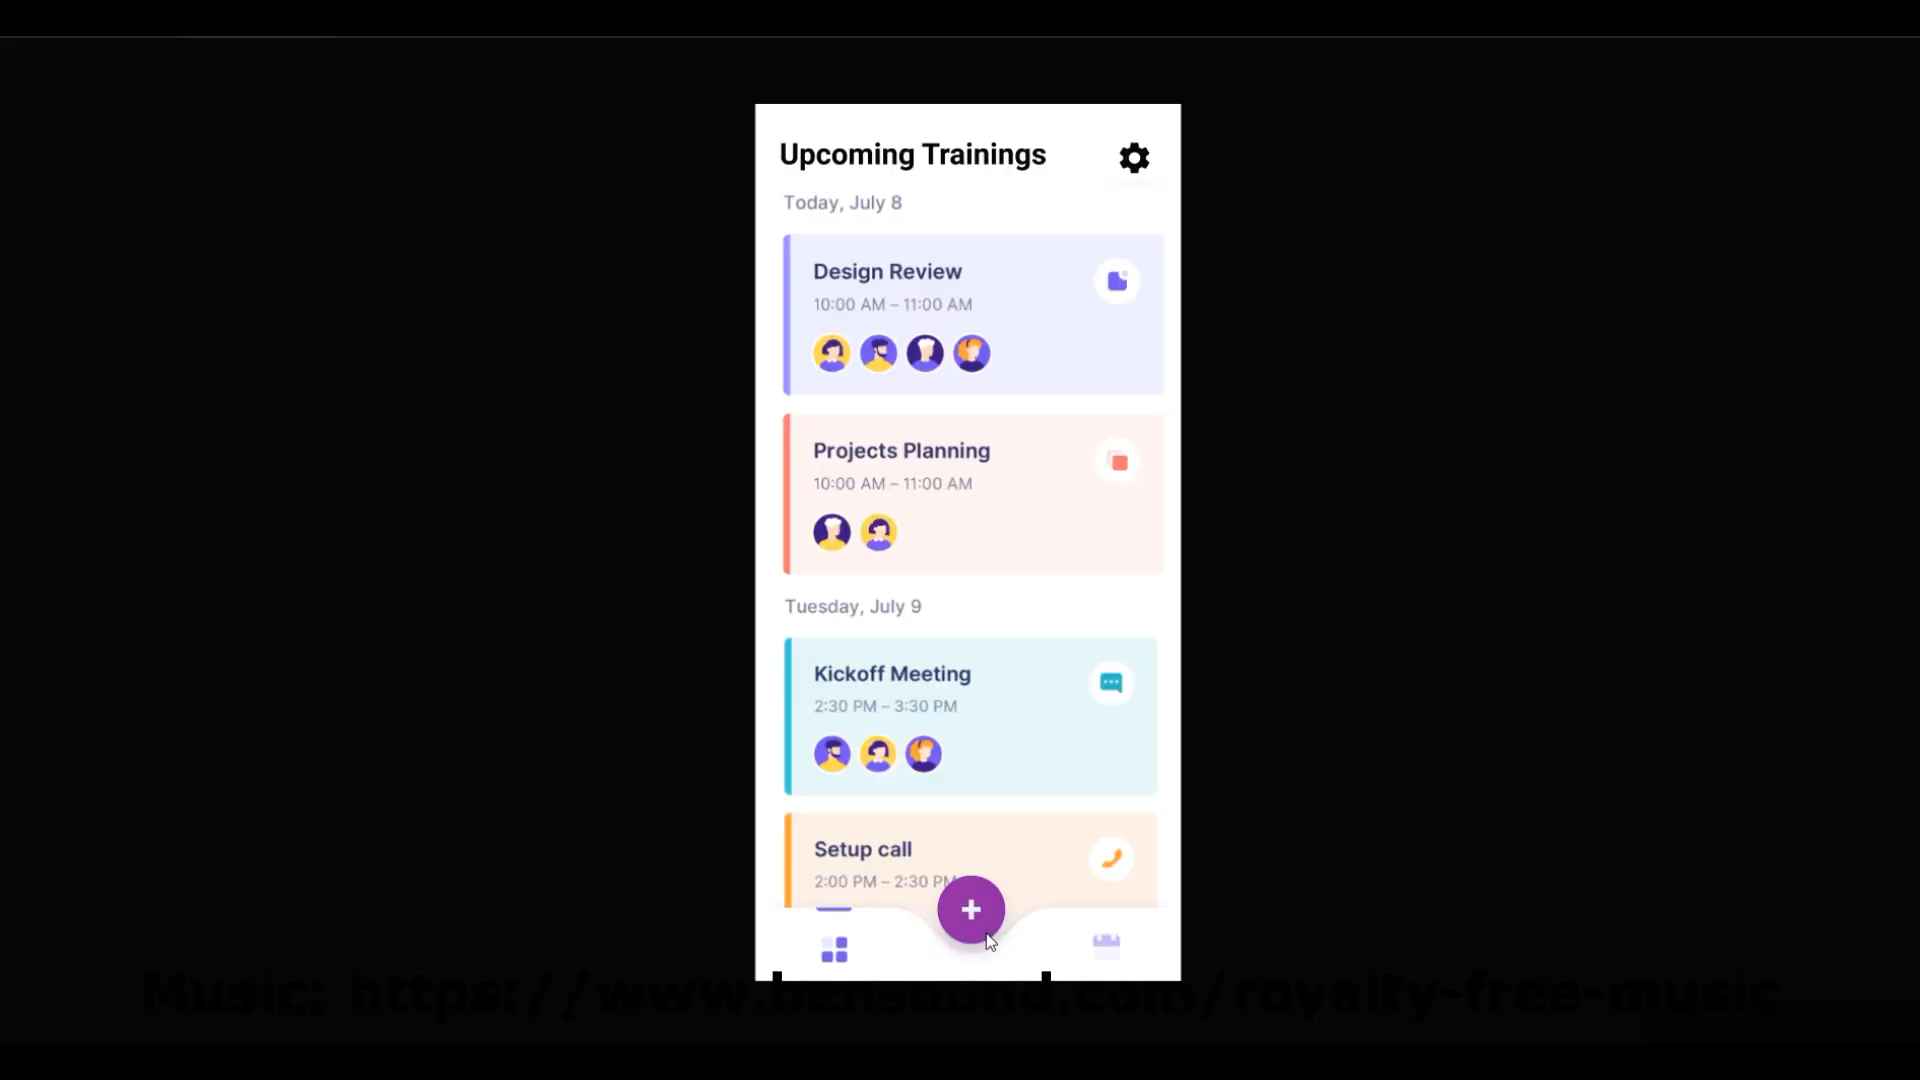 Upcoming Trainings
Today, July 8
Design Review
10:00 AM – 11:00 AM
Projects Planning
10:00 AM – 11:00 AM
Tuesday, July 9
Kickoff Meeting
2:30 PM – 3:30 PM
Setup call
2:00 PM – 2:30 PM
+
Music: https://www.bensound.com/royalty-free-music